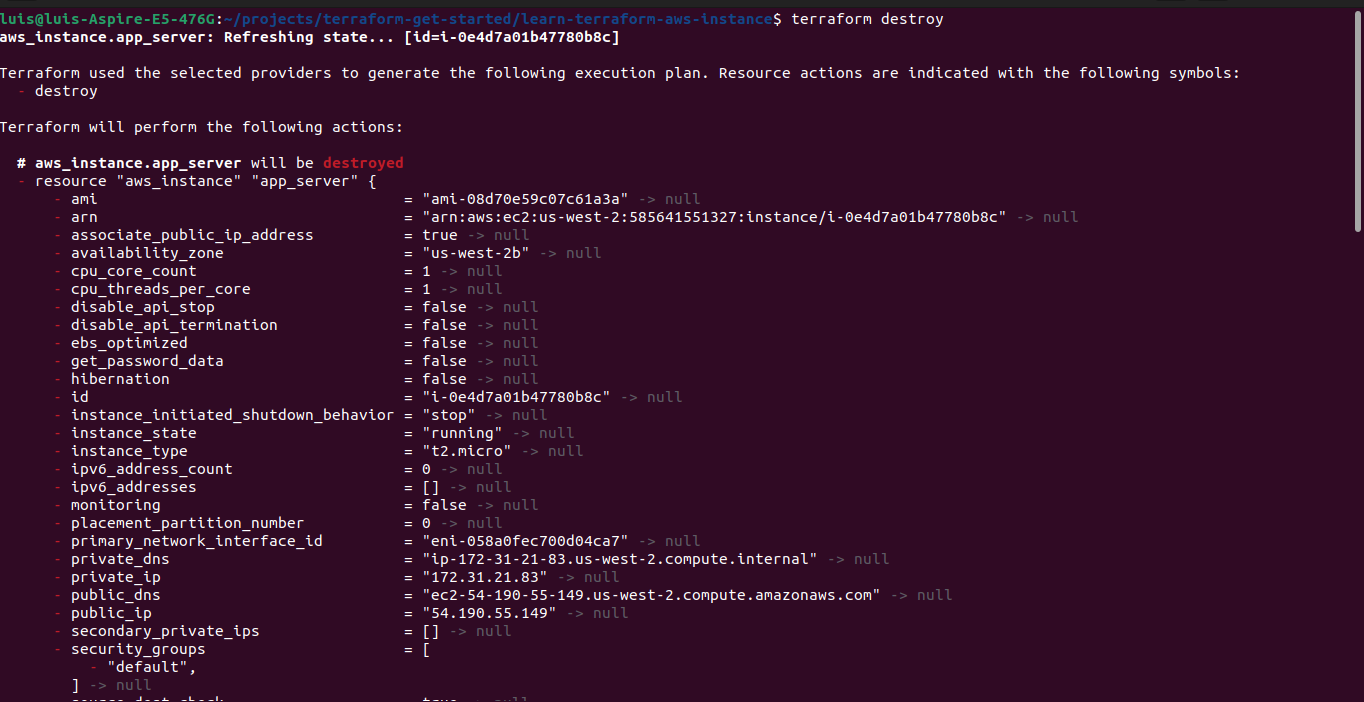 luis@luis-Aspire-E5-476G:~/projects/terraform-get-started/learn-terraform-aws-instance$ terraform destroy
aws_instance.app_server: Refreshing state... [id=i-0e4d7a01b47780b8c]
Terraform used the selected providers to generate the following execution plan. Resource actions are indicated with the following symbols:
- destroy
Terraform will perform the following actions:
# aws_instance.app_server will be destroyed
- resource "aws_instance" "app_server" {
- ami = "ami-08d70e59c07c61a3a" -> null
- arn = "arn:aws:ec2:us-west-2:585641551327:instance/i-0e4d7a01b47780b8c" -> null
- associate_public_ip_address = true -> null
- availability_zone = "us-west-2b" -> null
- cpu_core_count = 1 -> null
- cpu_threads_per_core = 1 -> null
- disable_api_stop = false -> null
- disable_api_termination = false -> null
- ebs_optimized = false -> null
- get_password_data = false -> null
- hibernation = false -> null
- id = "i-0e4d7a01b47780b8c" -> null
- instance_initiated_shutdown_behavior = "stop" -> null
- instance_state = "running" -> null
- instance_type = "t2.micro" -> null
- ipv6_address_count = 0 -> null
- ipv6_addresses = [] -> null
- monitoring = false -> null
- placement_partition_number = 0 -> null
- primary_network_interface_id = "eni-058a0fec700d04ca7" -> null
- private_dns = "ip-172-31-21-83.us-west-2.compute.internal" -> null
- private_ip = "172.31.21.83" -> null
- public_dns = "ec2-54-190-55-149.us-west-2.compute.amazonaws.com" -> null
- public_ip = "54.190.55.149" -> null
- secondary_private_ips = [] -> null
- security_groups = [
- "default",
] -> null